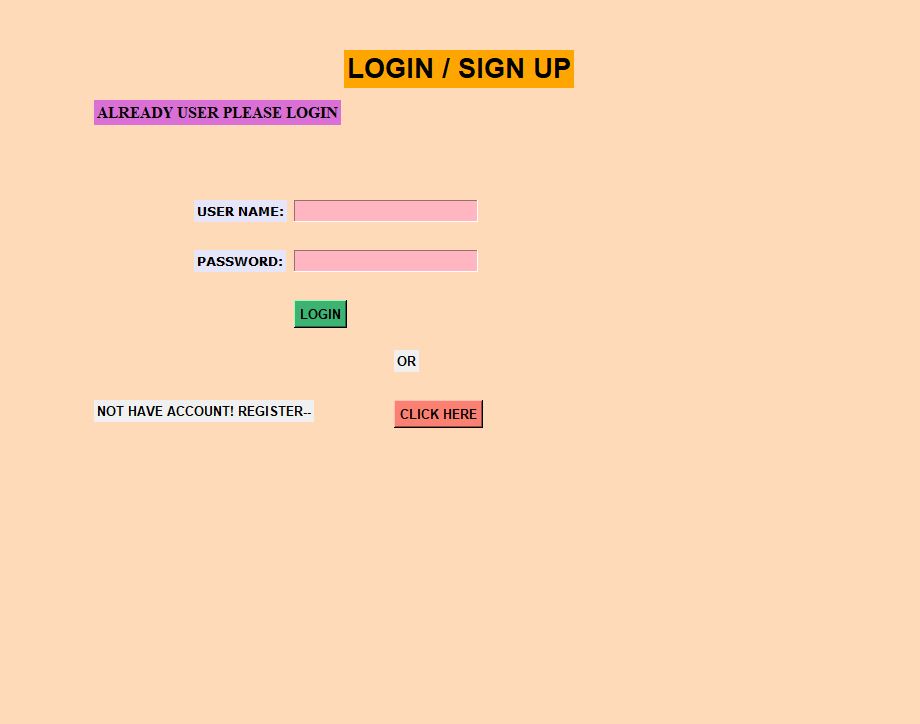 LOGIN / SIGN UP
ALREADY USER PLEASE LOGIN
USER NAME:
PASSWORD:
LOGIN
OR
NOT HAVE ACCOUNT! REGISTER-- CLICK HERE